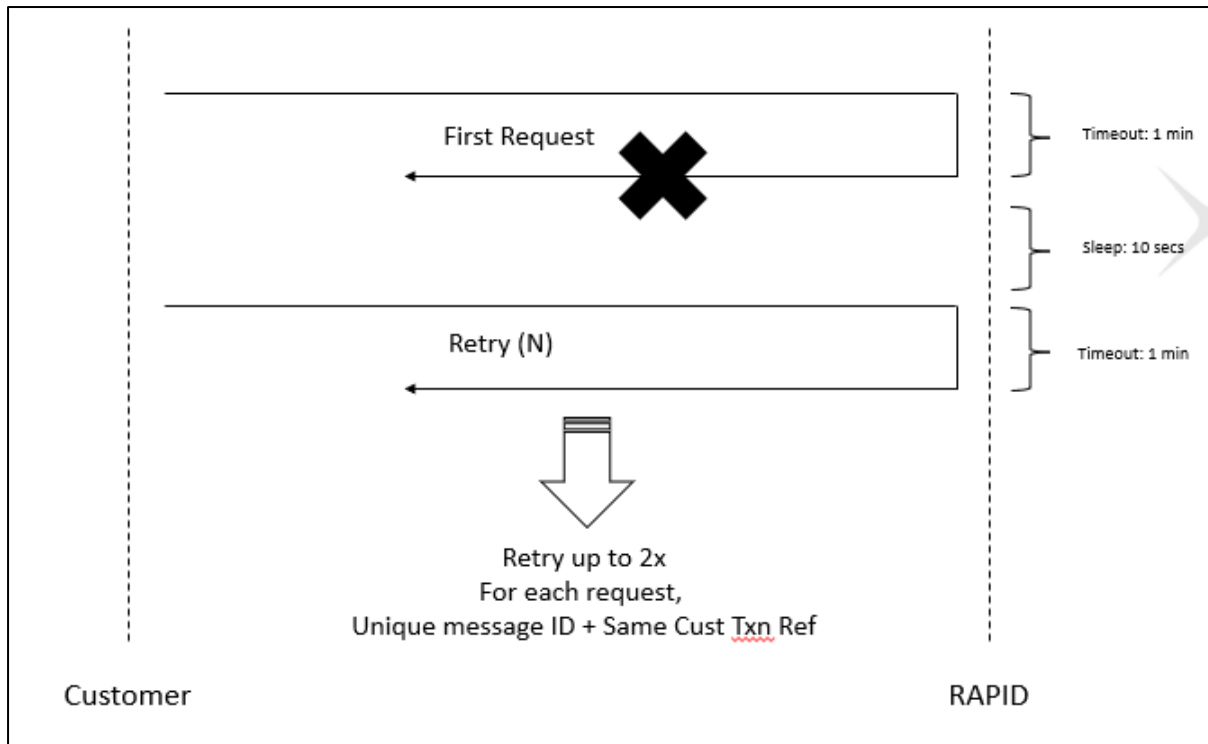 First Request
Timeout: 1 min
Sleep: 10 secs
Retry (N)
Timeout: 1 min
Retry up to 2x
For each request,
Unique message ID + Same Cust Txn Ref
Customer
RAPID